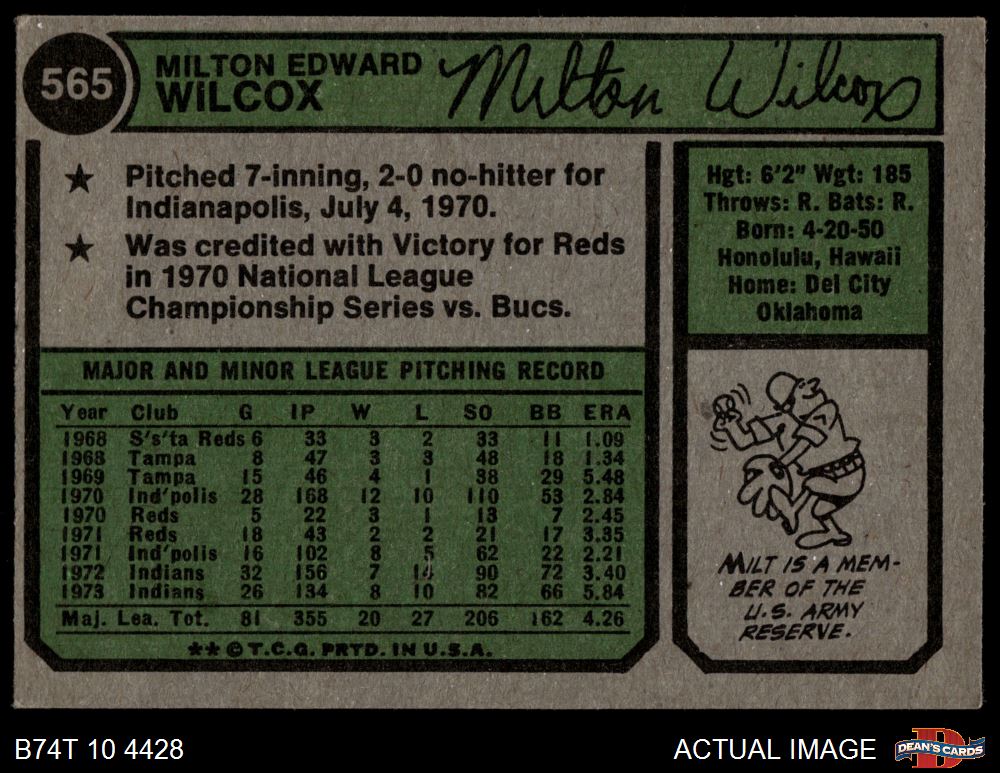 565
MILTON EDWARD
WILCOX
Milton Wilcox
★ Pitched 7-inning, 2-0 no-hitter for
Indianapolis, July 4, 1970.
★ Was credited with Victory for Reds
in 1970 National League
Championship Series vs. Bucs.
Hgt: 6'2" Wgt: 185
Throws: R. Bats: R.
Born: 4-20-50
Honolulu, Hawaii
Home: Del City
Oklahoma
MAJOR AND MINOR LEAGUE PITCHING RECORD
Year Club G IP W L SO BB ERA
1968 S's'ta Reds 6 33 3 2 33 11 1.09
1968 Tampa 8 47 3 3 48 18 1.34
1969 Tampa 15 46 4 1 38 29 5.48
1970 Ind'polis 28 168 12 10 110 53 2.84
1970 Reds 5 22 3 1 13 7 2.45
1971 Reds 18 43 2 2 21 17 3.35
1971 Ind'polis 16 102 8 5 62 22 2.21
1972 Indians 32 156 7 14 90 72 3.40
1973 Indians 26 134 8 10 82 66 5.84
Maj. Lea. Tot. 81 355 20 27 206 162 4.26
**©T.C.G. PRTD. IN U.S.A.
MILT IS A MEM-
BER OF THE
U.S. ARMY
RESERVE.
B74T 10 4428
ACTUAL IMAGE
DEAN'S CARDS